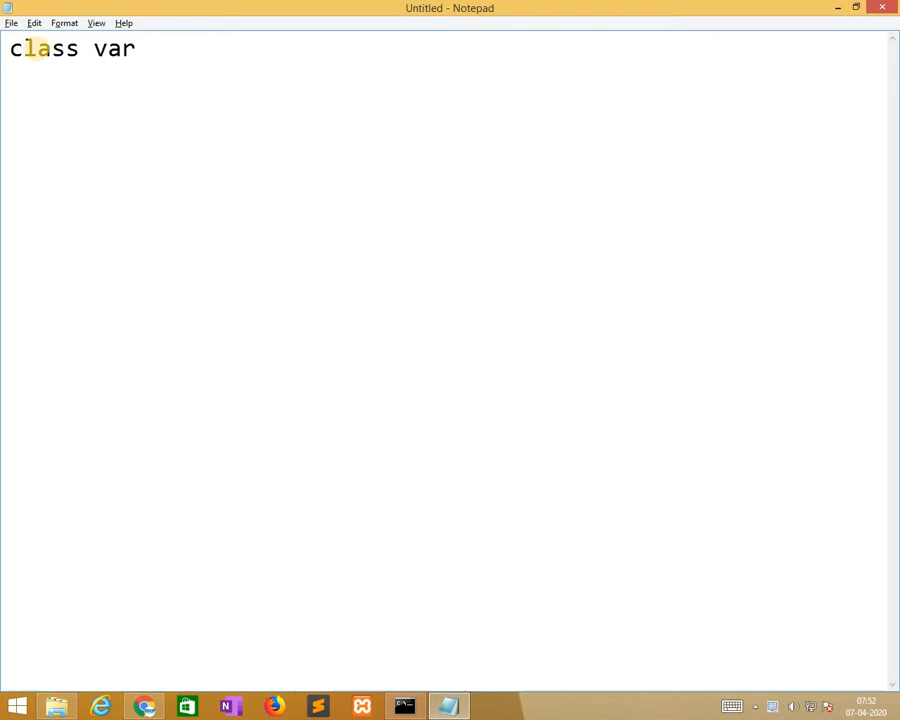 Untitled - Notepad
File Edit Format View Help
class var
07:52
07-04-2020